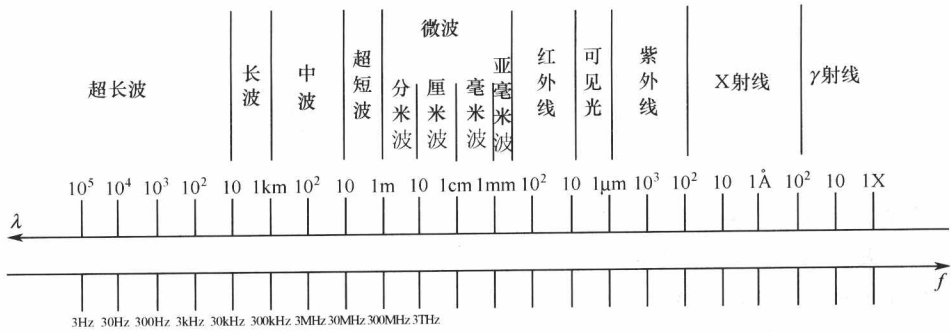 超长波 长波 中波 超短波 微波 红外线 可见光 紫外线 X射线 γ射线
分米波 厘米波 毫米波 亚毫米波
10⁵ 10⁴ 10³ 10² 10 1km 10² 10 1m 10 1cm 1mm 10² 10 1μm 10³ 10² 10 1Å 10² 10 1X
λ
f
3Hz 30Hz 300Hz 3kHz 30kHz 300kHz 3MHz 30MHz 300MHz 3THz